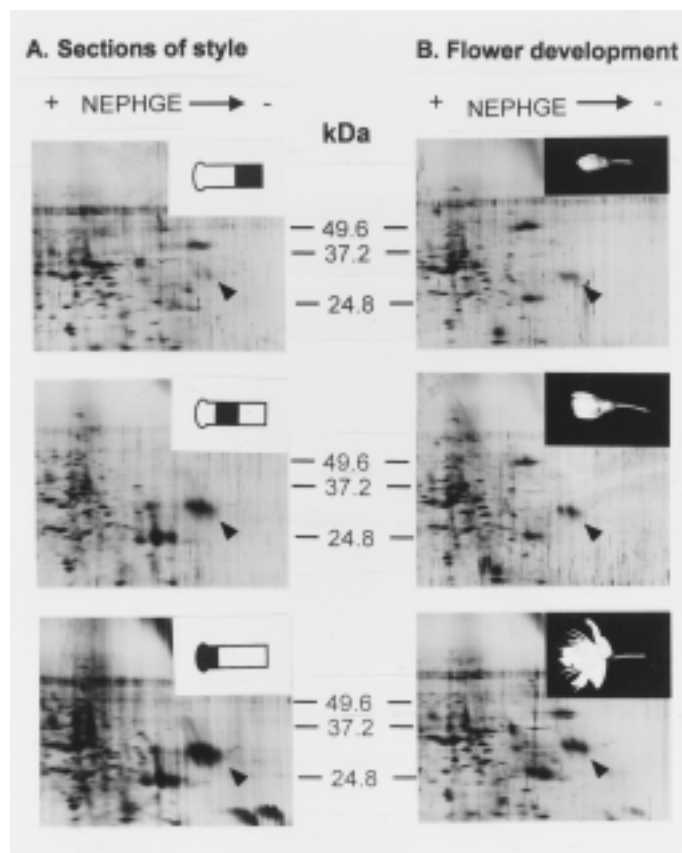 A. Sections of style
B. Flower development
+ NEPHGE -
+ NEPHGE -
kDa
49.6
37.2
24.8
49.6
37.2
24.8
49.6
37.2
24.8